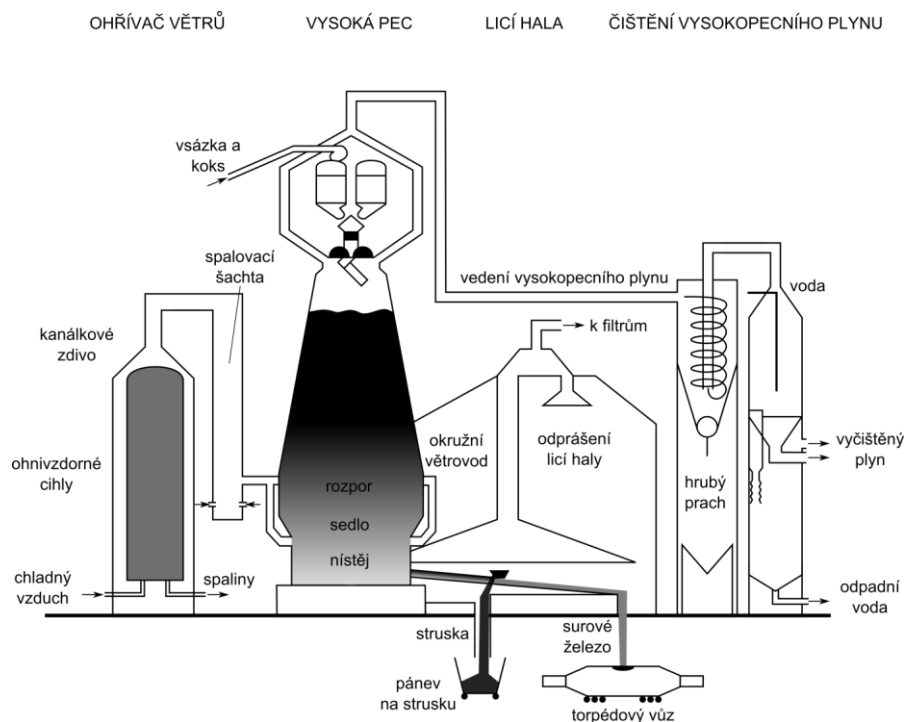 OHŘÍVAČ VĚTRŮ
VYSOKÁ PEC
LICÍ HALA
ČIŠTĚNÍ VYSOKOPECNÍHO PLYNU
vsázka a
koks
spalovací
šachta
vedení vysokopecního plynu
voda
kanálkové
zdivo
k filtrům
okružní
větrovod
odprášení
licí haly
vyčištěný
plyn
ohnivzdorné
cihly
rozpor
hrubý
prach
sedlo
nístěj
chladný
vzduch
spaliny
odpadní
voda
struska
surové
železo
pánev
na strusku
torpédový vůz